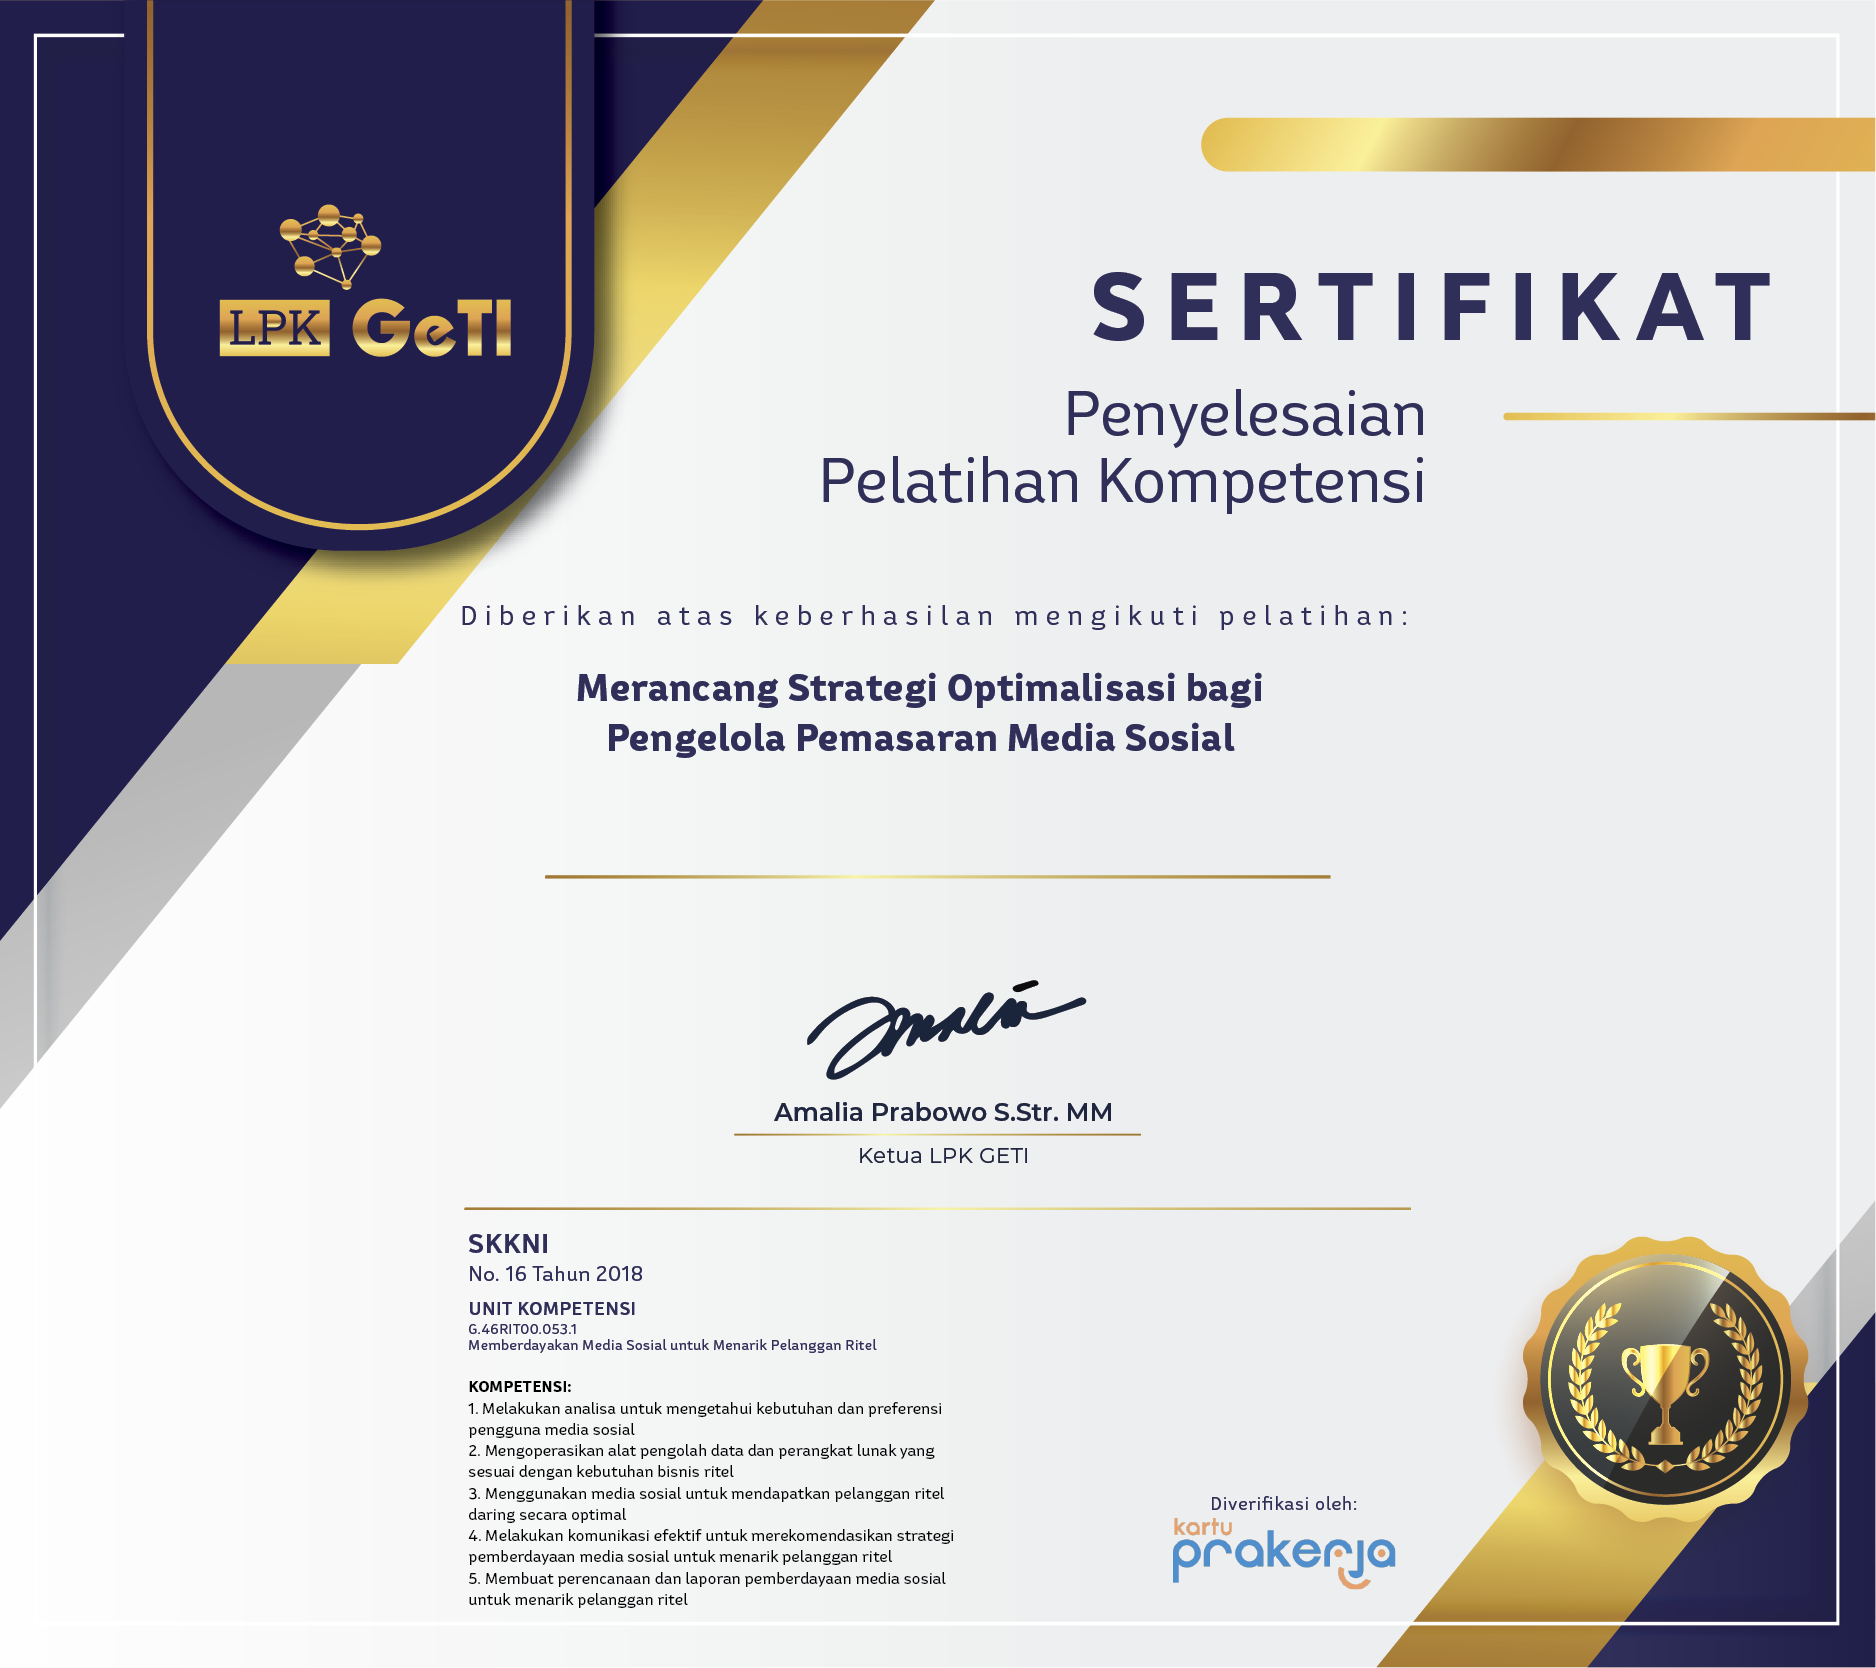 LPK GeTI
SERTIFIKAT
Penyelesaian
Pelatihan Kompetensi
Diberikan atas keberhasilan mengikuti pelatihan:
Merancang Strategi Optimalisasi bagi
Pengelola Pemasaran Media Sosial
Amalia
Amalia Prabowo S.Str. MM
Ketua LPK GETI
SKKNI
No. 16 Tahun 2018
UNIT KOMPETENSI
G.46RIT00.053.1
Memberdayakan Media Sosial untuk Menarik Pelanggan Ritel
KOMPETENSI:
1. Melakukan analisa untuk mengetahui kebutuhan dan preferensi
pengguna media sosial
2. Mengoperasikan alat pengolah data dan perangkat lunak yang
sesuai dengan kebutuhan bisnis ritel
3. Menggunakan media sosial untuk mendapatkan pelanggan ritel
daring secara optimal
4. Melakukan komunikasi efektif untuk merekomendasikan strategi
pemberdayaan media sosial untuk menarik pelanggan ritel
5. Membuat perencanaan dan laporan pemberdayaan media sosial
untuk menarik pelanggan ritel
Diverifikasi oleh:
kartu
prakerja